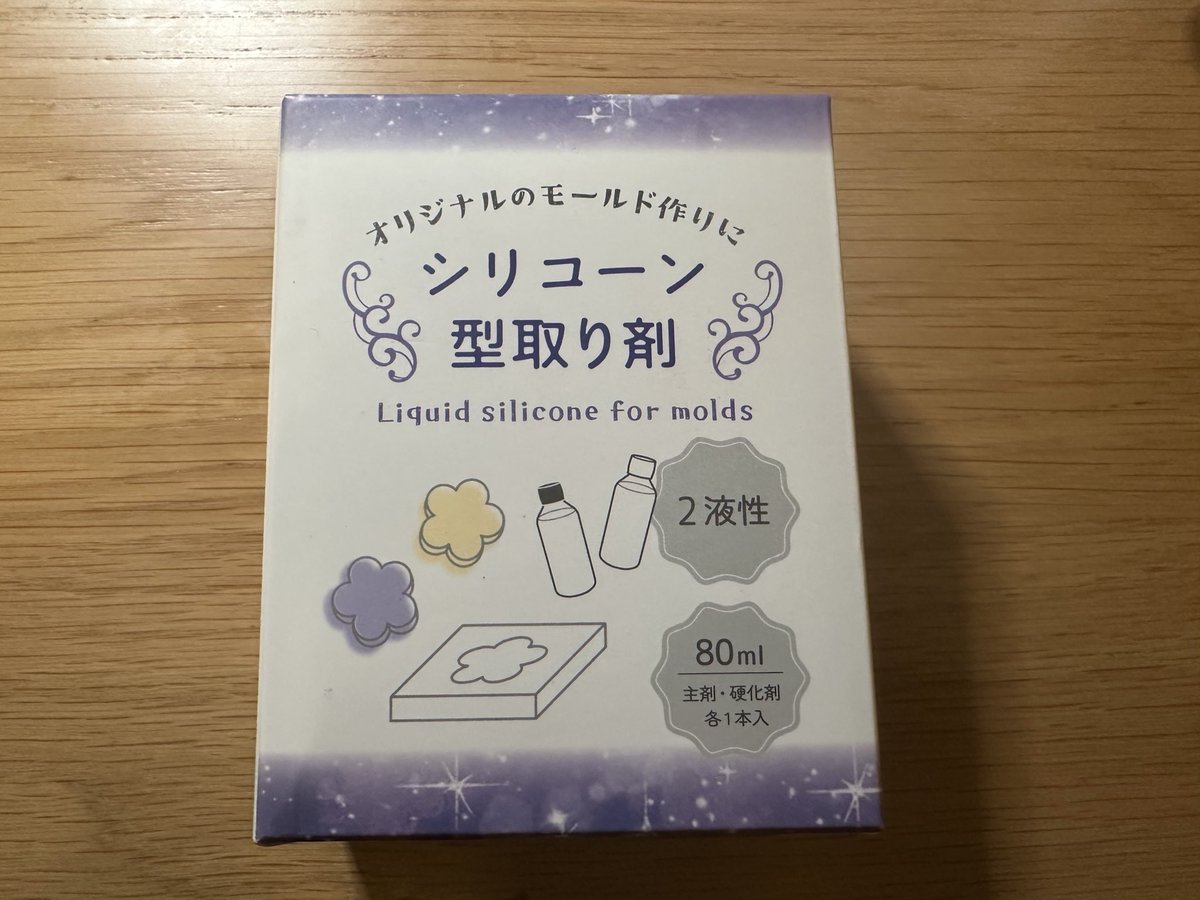 オリジナルのモールド作りに
シリコーン
型取り剤
Liquid silicone for molds
2液性
80ml
主剤・硬化剤
各1本入